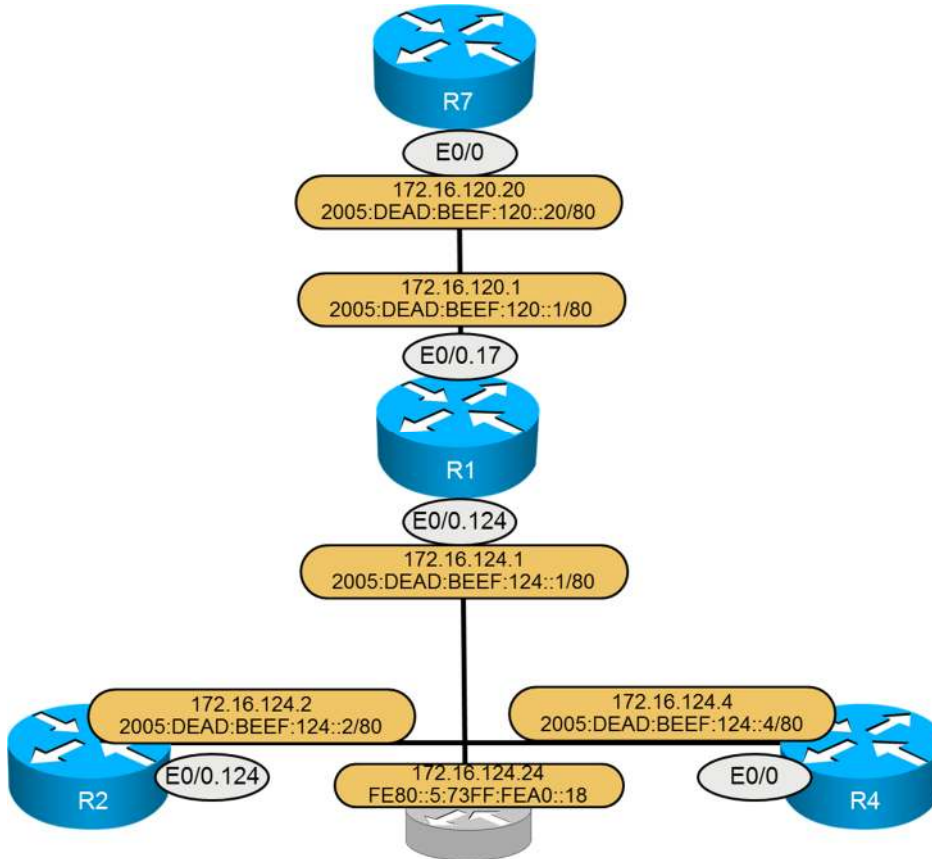 R7
E0/0
172.16.120.20
2005:DEAD:BEEF:120::20/80
172.16.120.1
2005:DEAD:BEEF:120::1/80
E0/0.17
R1
E0/0.124
172.16.124.1
2005:DEAD:BEEF:124::1/80
172.16.124.2
2005:DEAD:BEEF:124::2/80
172.16.124.4
2005:DEAD:BEEF:124::4/80
R2
E0/0.124
172.16.124.24
FE80::5:73FF:FEA0::18
E0/0
R4